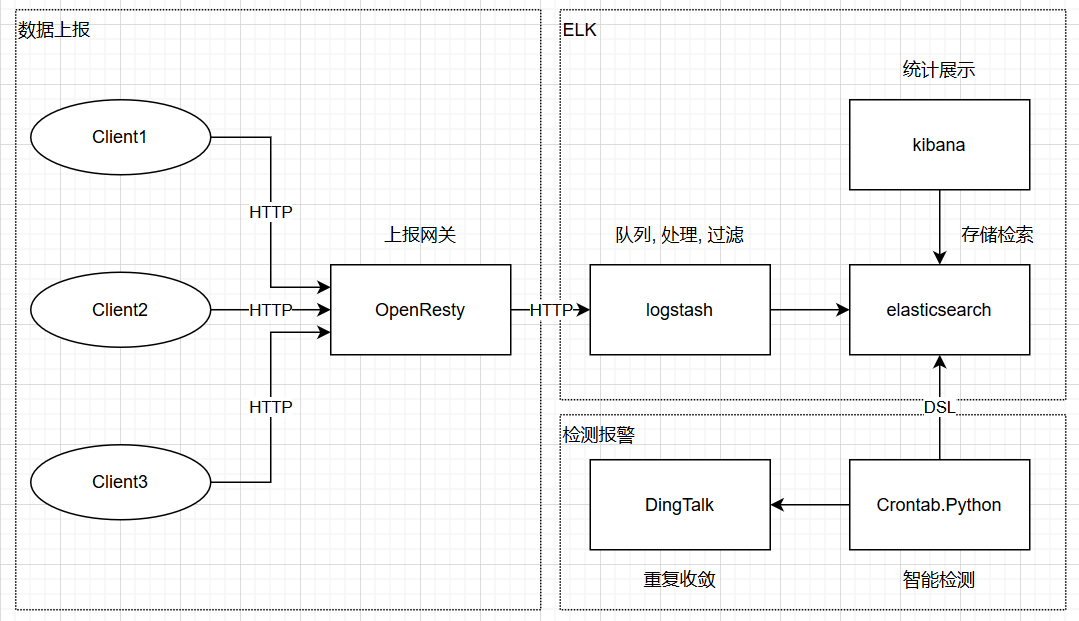 数据上报
Client1
HTTP
Client2
HTTP
HTTP
Client3
上报网关
OpenResty
HTTP
ELK
统计展示
kibana
队列, 处理, 过滤
logstash
存储检索
elasticsearch
DSL
检测报警
DingTalk
重复收敛
Crontab.Python
智能检测